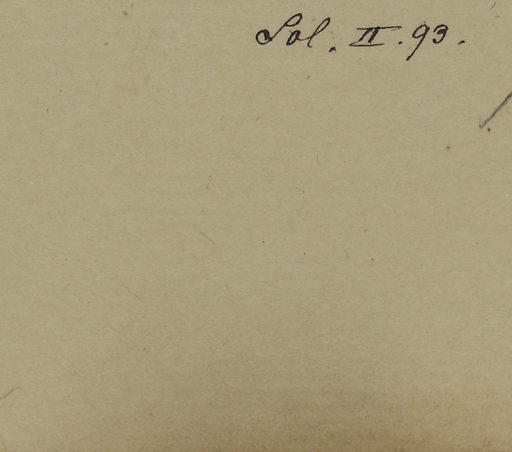 Sol. II. 93.